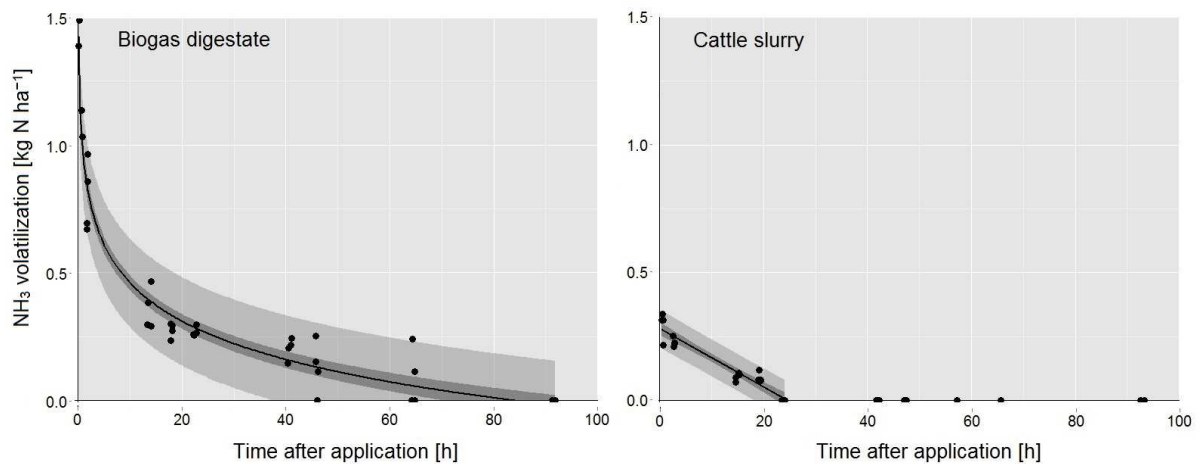 Biogas digestate
NH₃ volatilization [kg N ha⁻¹]
1.5
1.0
0.5
0.0
0 20 40 60 80 100
Time after application [h]
Cattle slurry
1.5
1.0
0.5
0.0
0 20 40 60 80 100
Time after application [h]